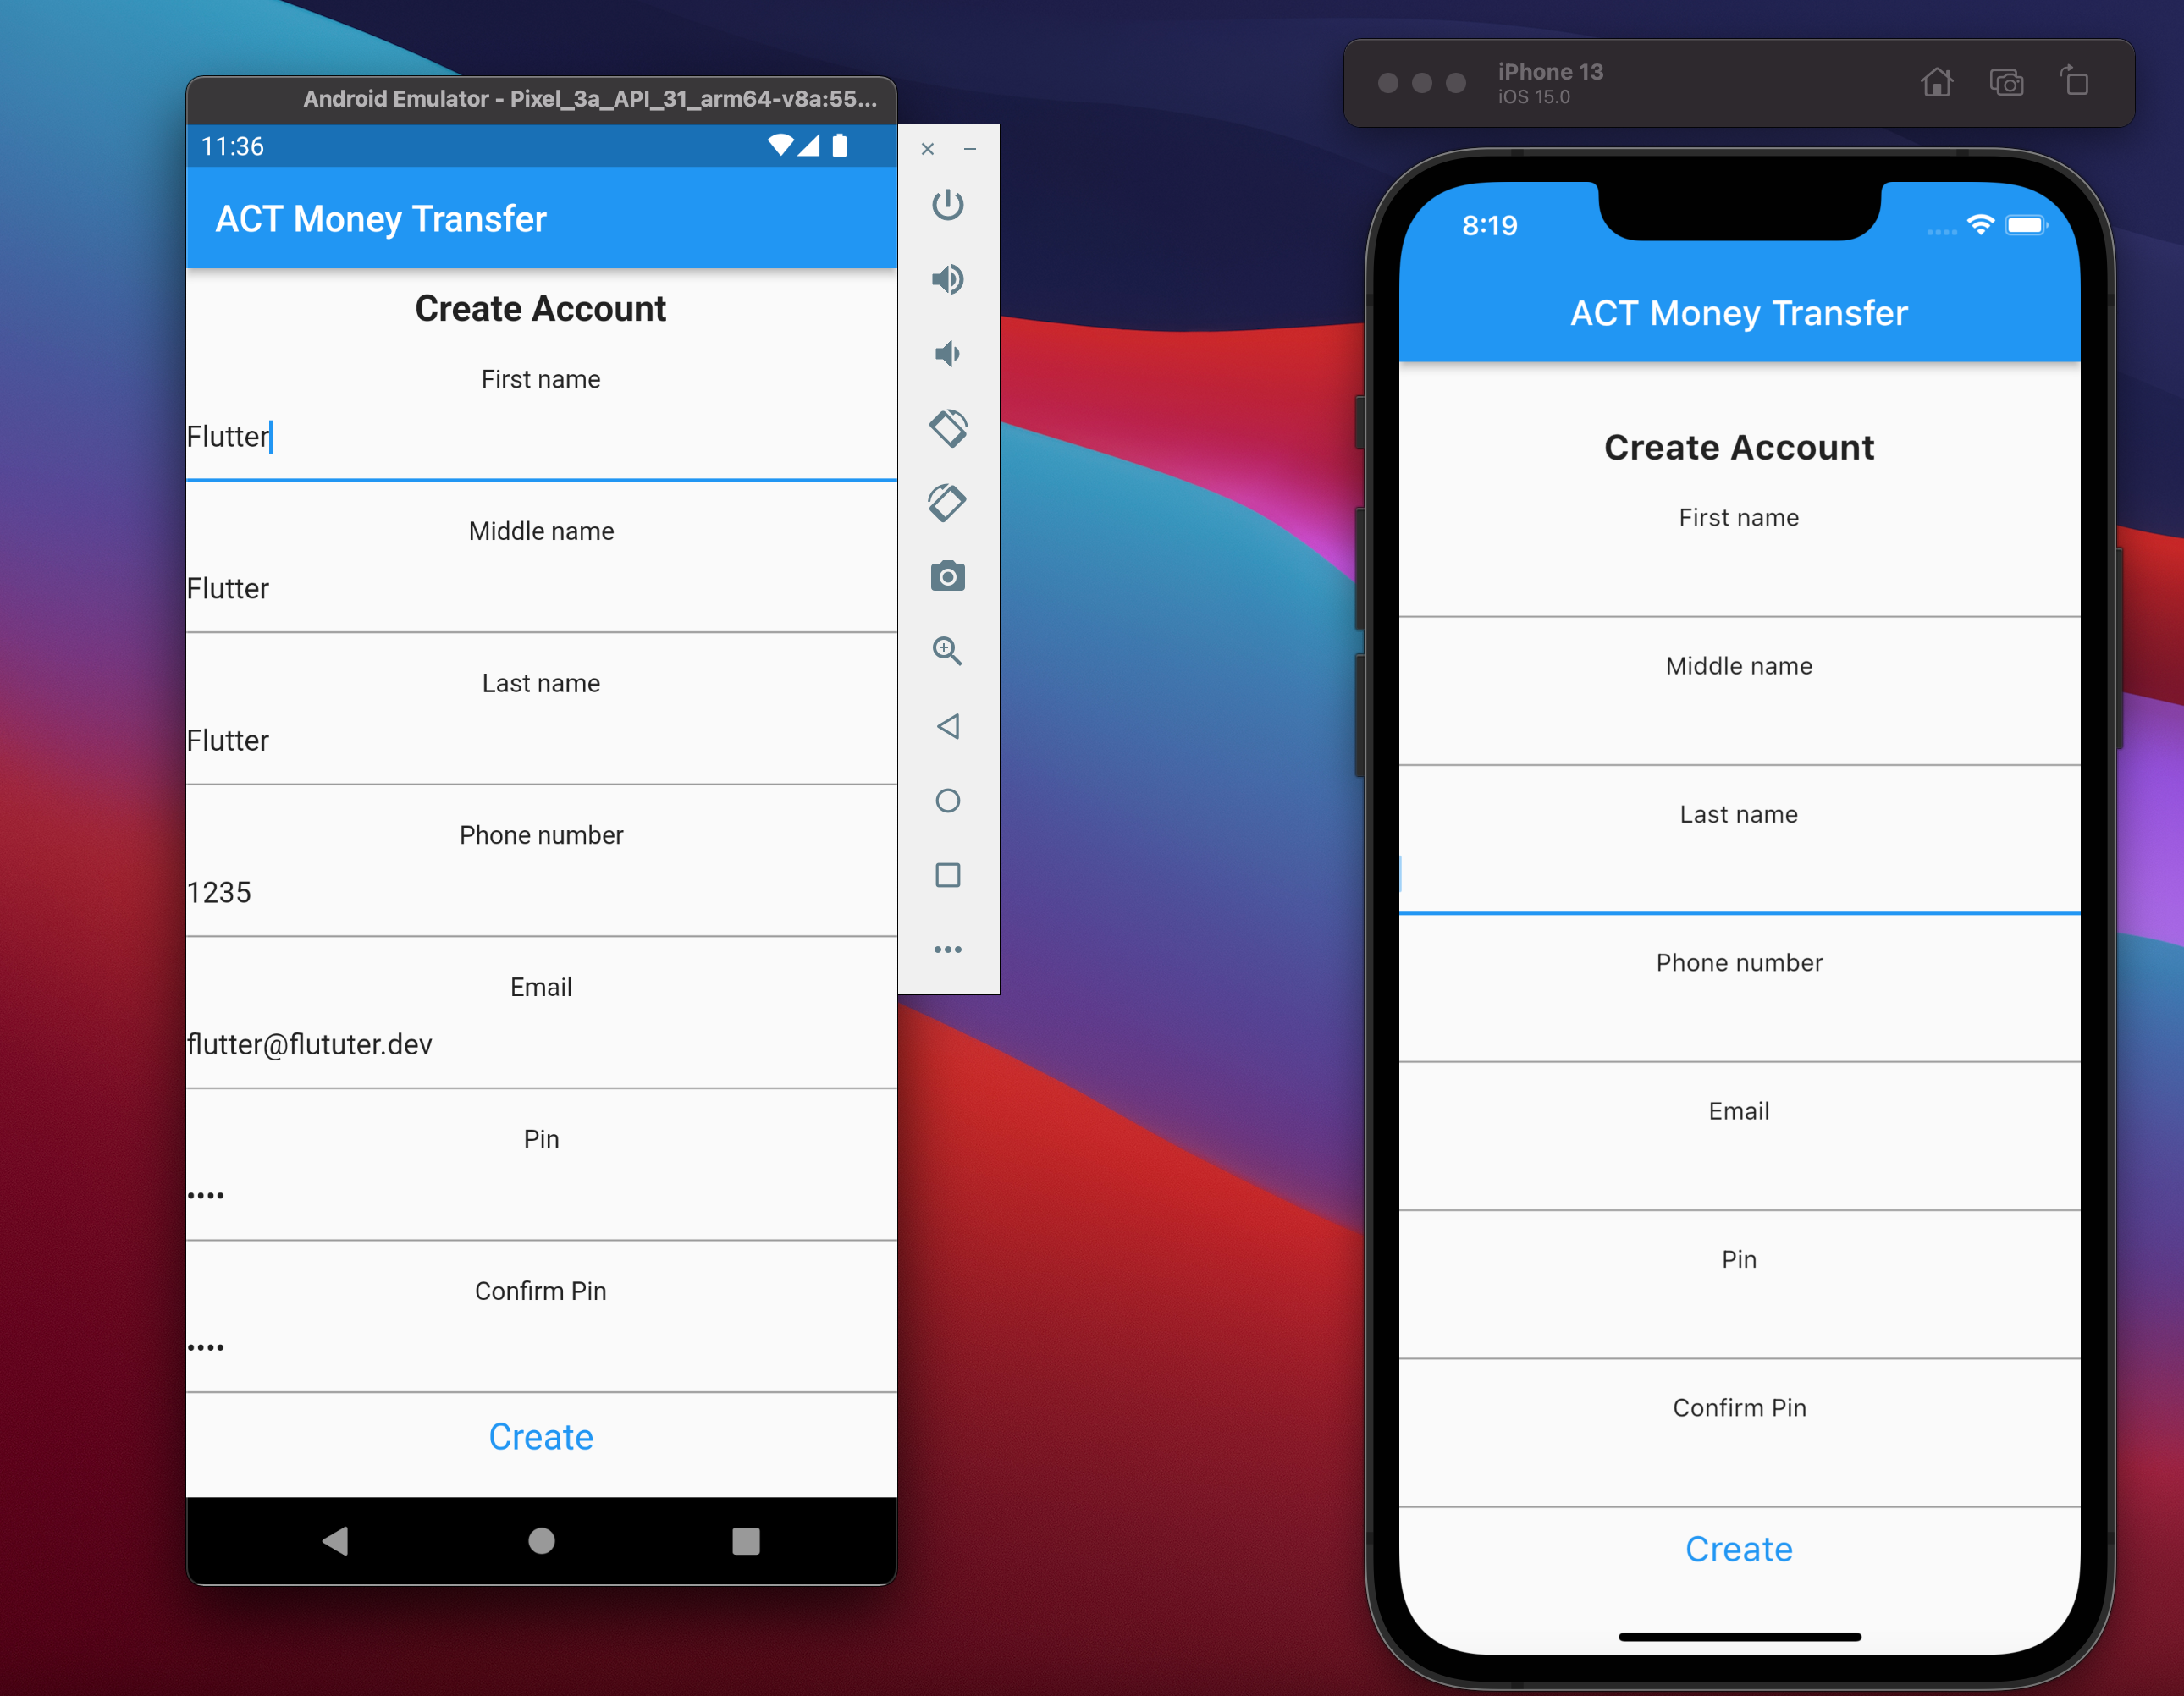 Android Emulator - Pixel_3a_API_31_arm64-v8a:55...
11:36
ACT Money Transfer
Create Account
First name
Flutter
Middle name
Flutter
Last name
Flutter
Phone number
1235
Email
flutter@flututer.dev
Pin
••••
Confirm Pin
••••
Create
iPhone 13
iOS 15.0
8:19
ACT Money Transfer
Create Account
First name
Middle name
Last name
Phone number
Email
Pin
Confirm Pin
Create